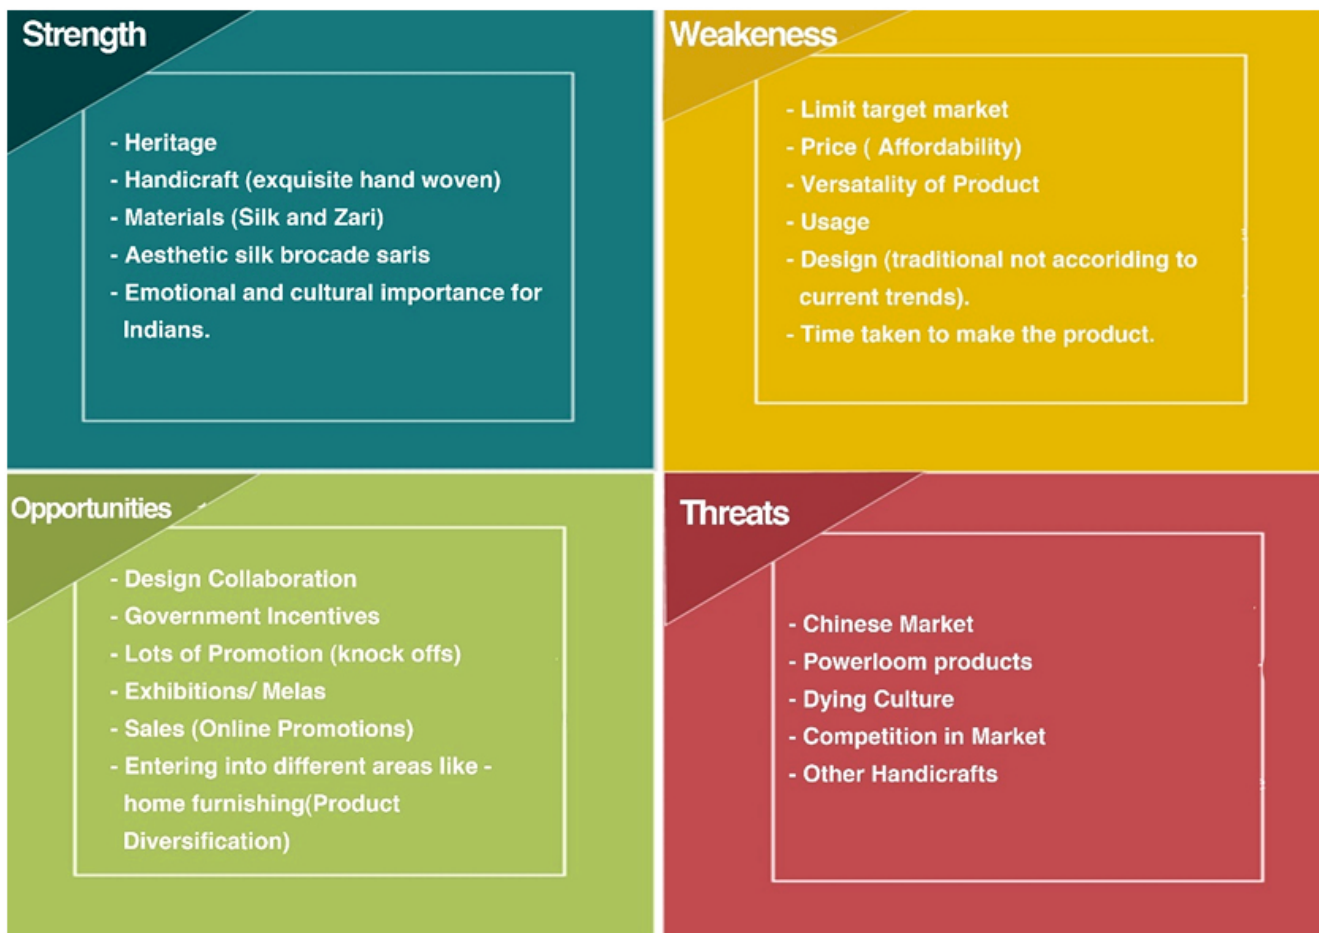 Strength
- Heritage
- Handicraft (exquisite hand woven)
- Materials (Silk and Zari)
- Aesthetic silk brocade saris
- Emotional and cultural importance for
Indians.
Weakeness
- Limit target market
- Price ( Affordability)
- Versatality of Product
- Usage
- Design (traditional not accoriding to
current trends).
- Time taken to make the product.
Opportunities
- Design Collaboration
- Government Incentives
- Lots of Promotion (knock offs)
- Exhibitions/ Melas
- Sales (Online Promotions)
- Entering into different areas like -
home furnishing(Product
Diversification)
Threats
- Chinese Market
- Powerloom products
- Dying Culture
- Competition in Market
- Other Handicrafts